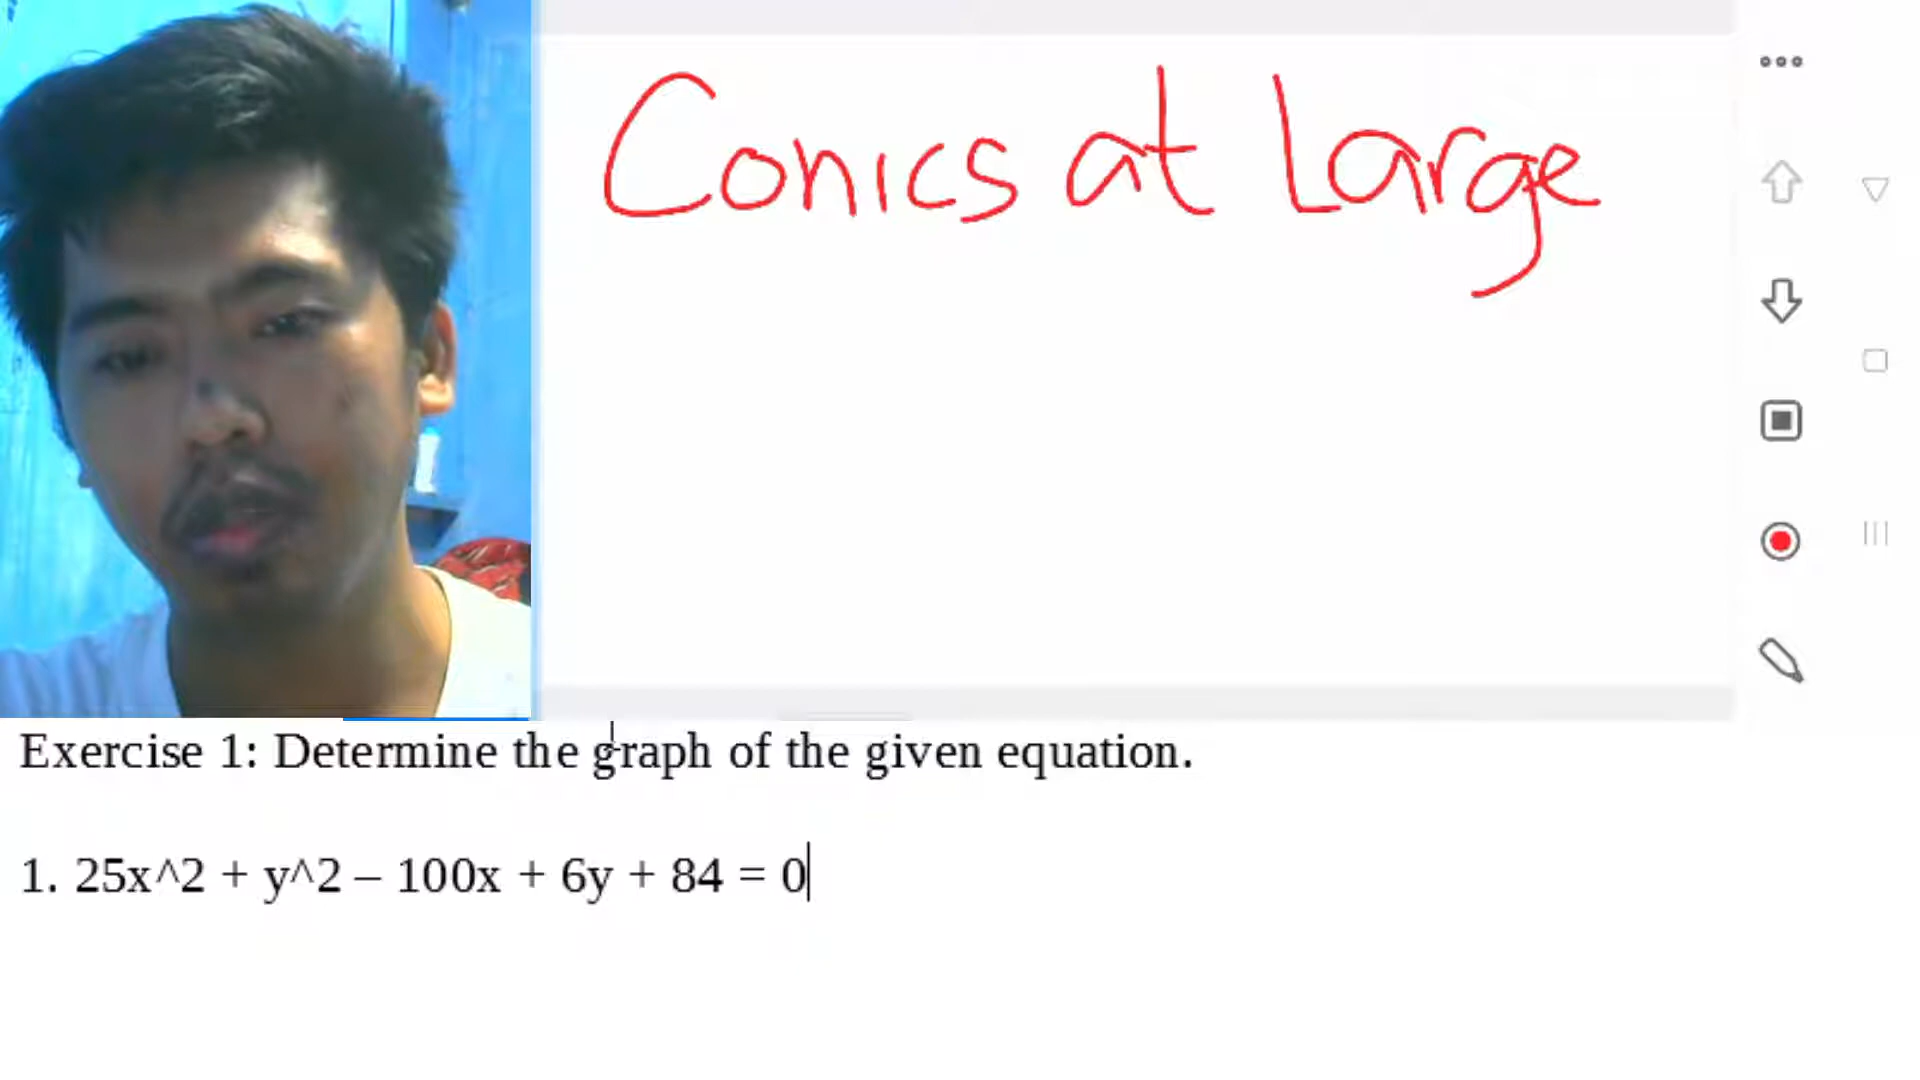 Conics at Large
Exercise 1: Determine the graph of the given equation.
1. 25x^2 + y^2 – 100x + 6y + 84 = 0